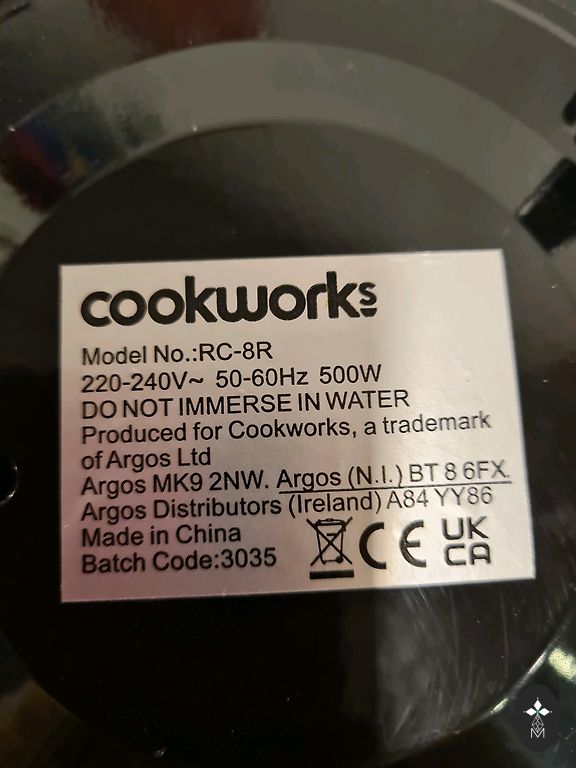 cookworks
Model No.:RC-8R
220-240V~ 50-60Hz 500W
DO NOT IMMERSE IN WATER
Produced for Cookworks, a trademark
of Argos Ltd
Argos MK9 2NW. Argos (N.I.) BT 8 6FX.
Argos Distributors (Ireland) A84 YY86
Made in China
Batch Code:3035
CE UK
CA
M